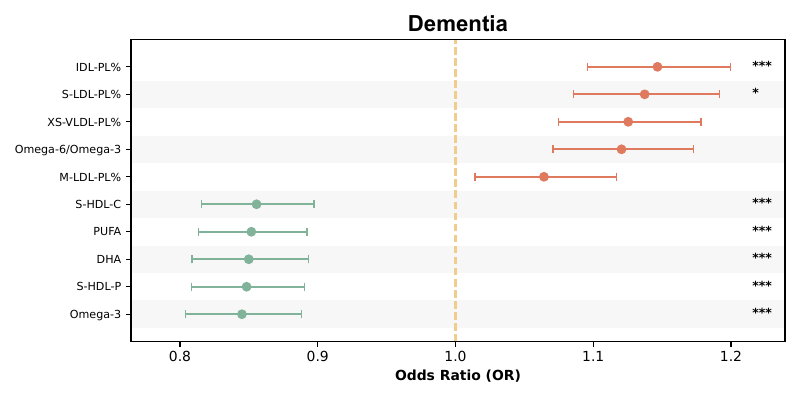 Dementia
IDL-PL% ***
S-LDL-PL% *
XS-VLDL-PL%
Omega-6/Omega-3
M-LDL-PL%
S-HDL-C ***
PUFA ***
DHA ***
S-HDL-P ***
Omega-3 ***
0.8 0.9 1.0 1.1 1.2
Odds Ratio (OR)